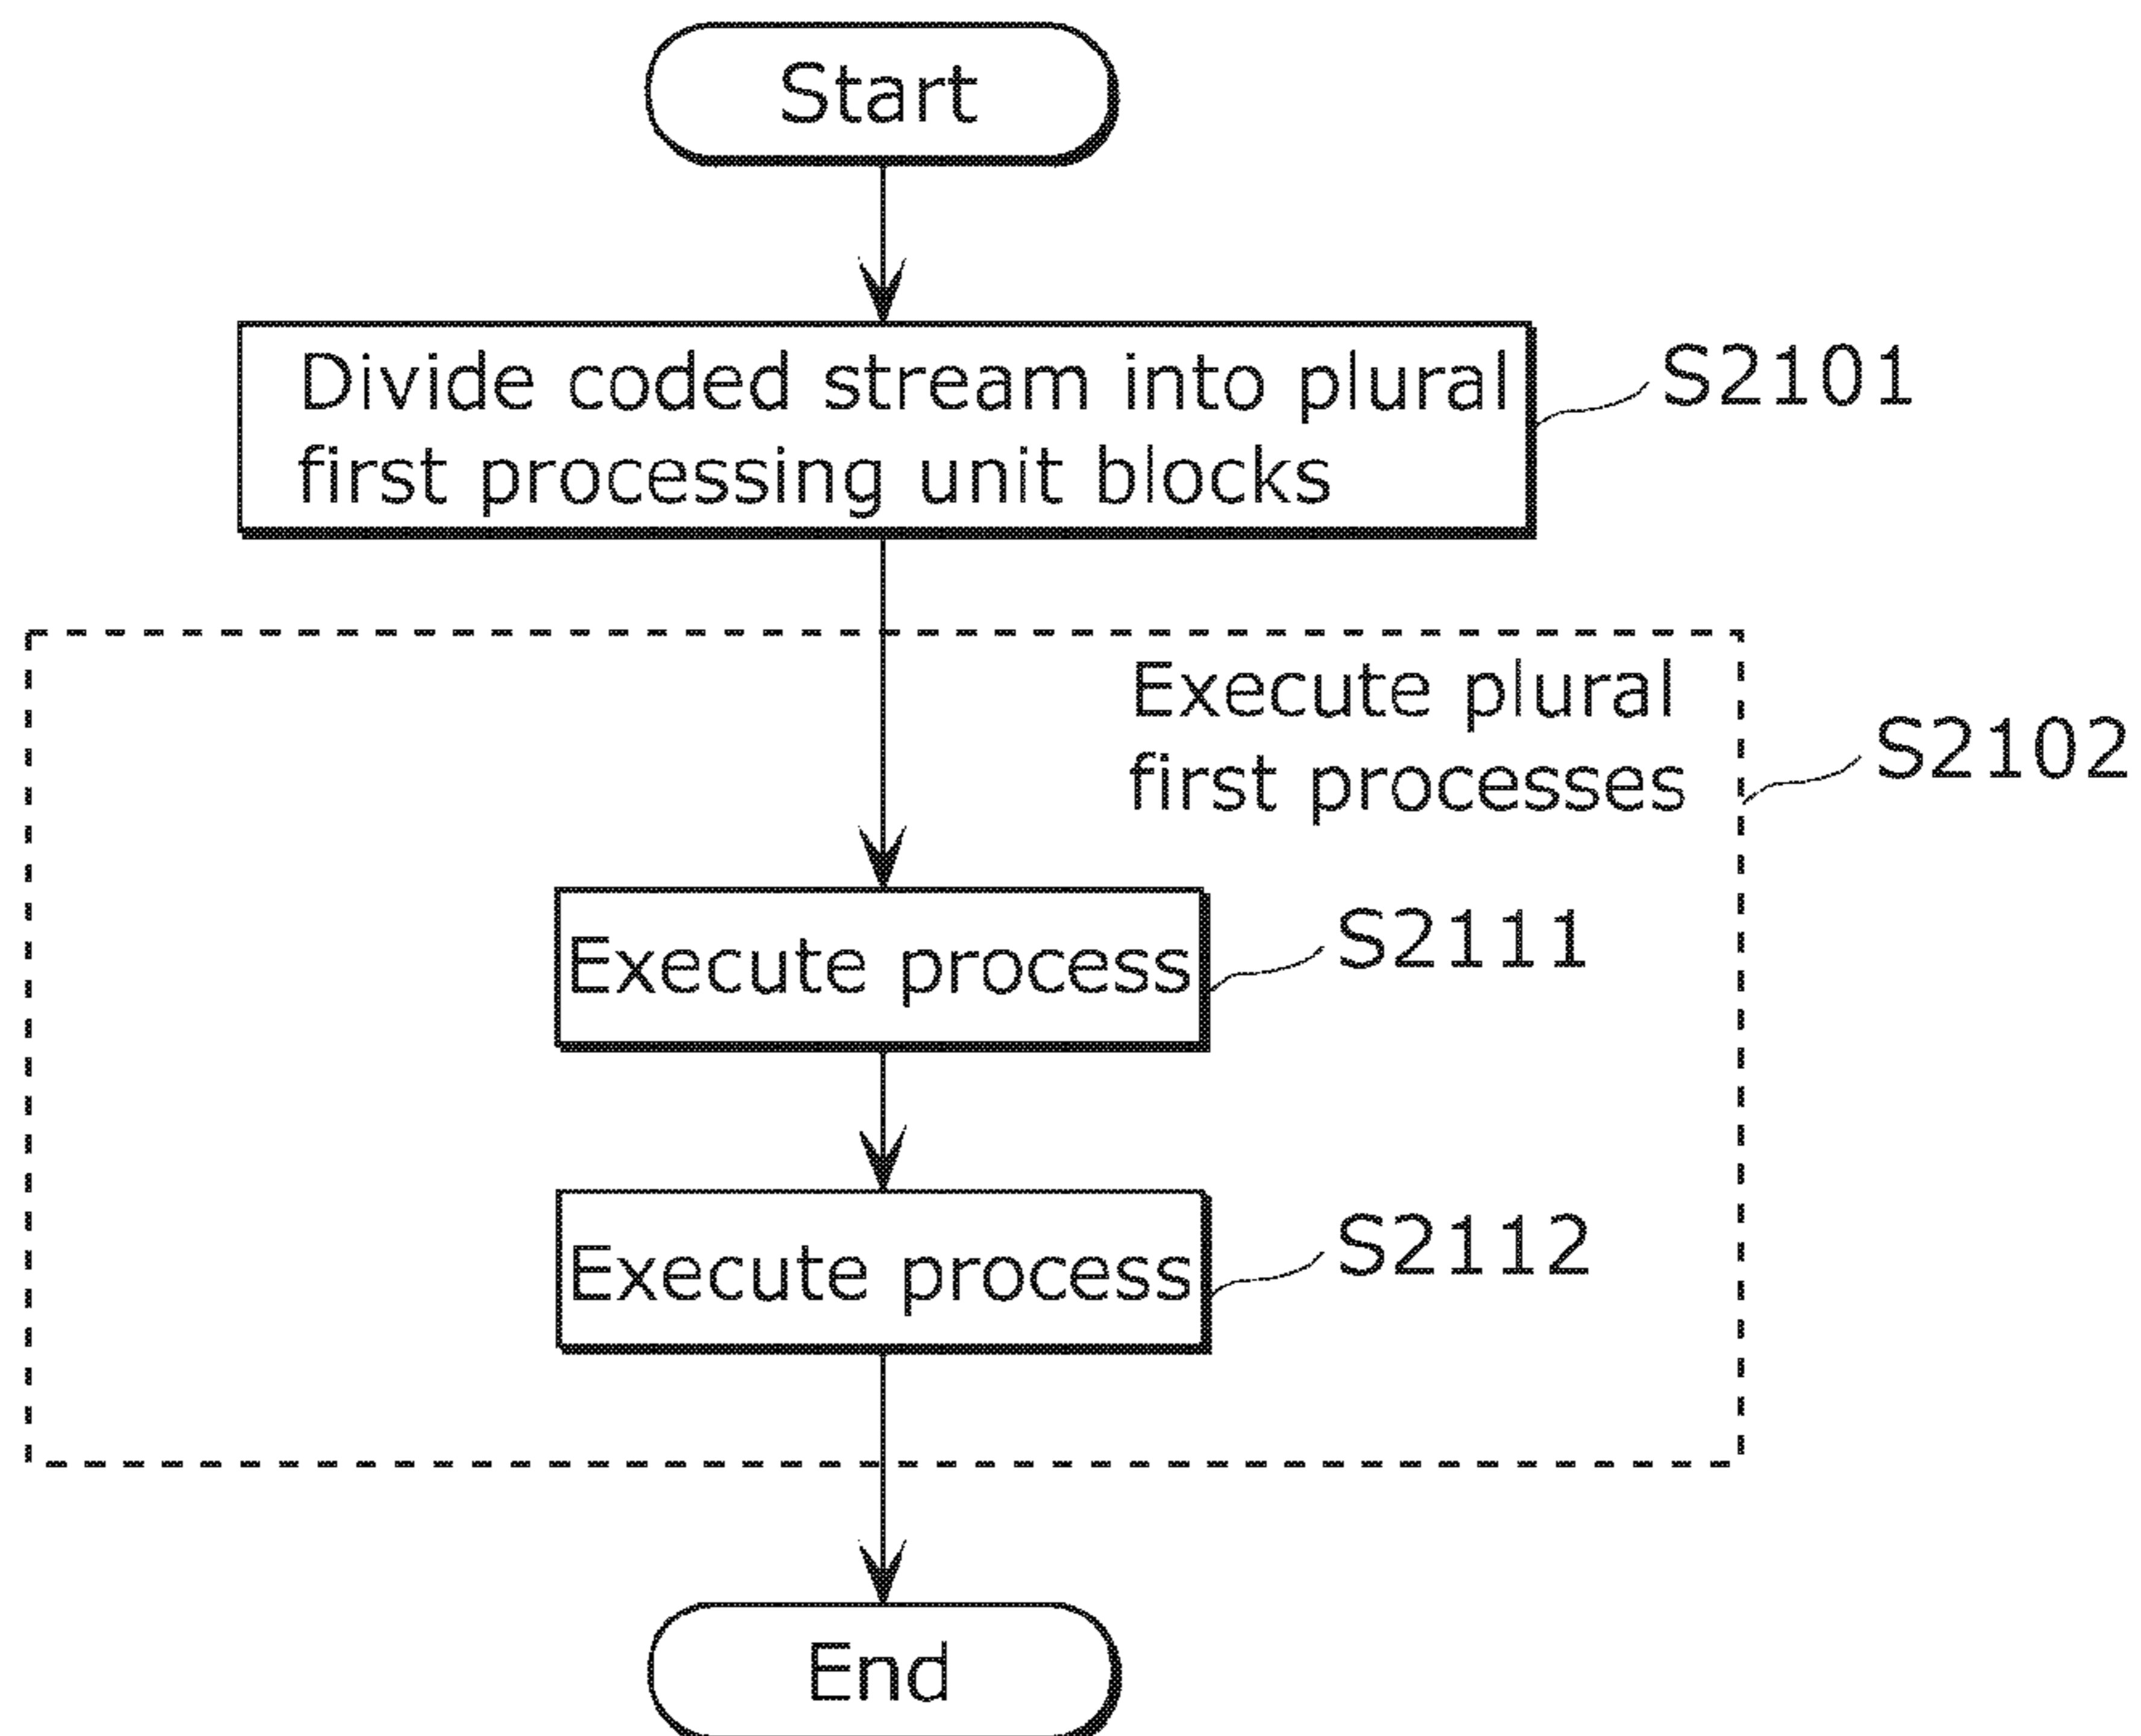 Start
Divide coded stream into plural
first processing unit blocks
S2101
Execute plural
first processes
S2102
Execute process
S2111
Execute process
S2112
End